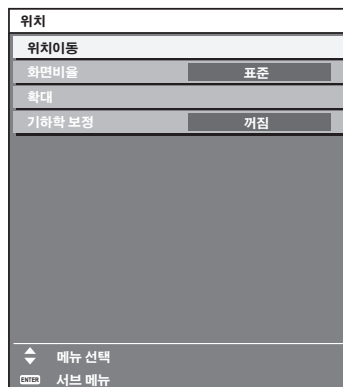 위치
위치이동
화면비율 표준
확대
기하학 보정 꺼짐
메뉴 선택
ENTER 서브 메뉴